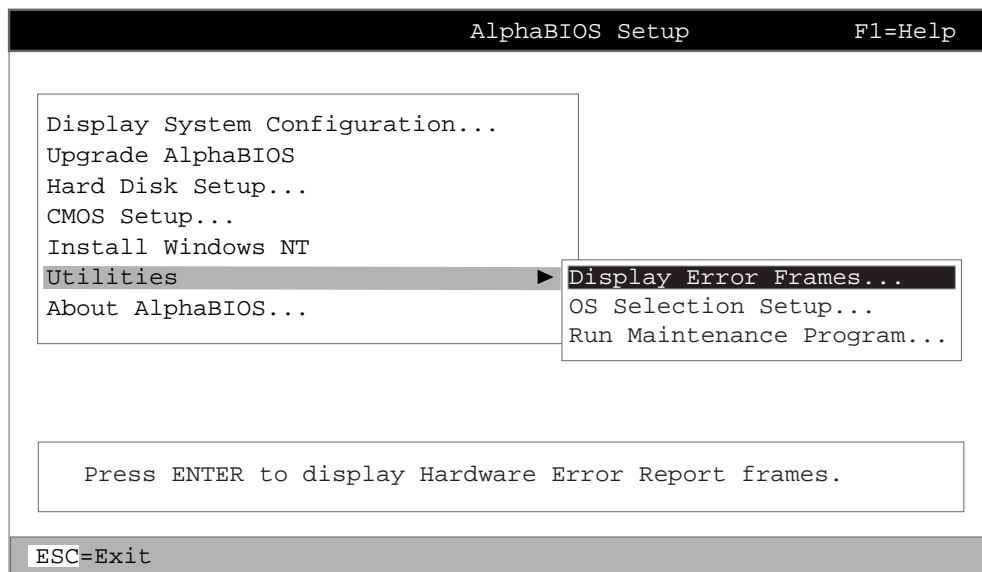 AlphaBIOS Setup F1=Help
Display System Configuration...
Upgrade AlphaBIOS
Hard Disk Setup...
CMOS Setup...
Install Windows NT
Utilities ►
About AlphaBIOS...
Display Error Frames...
OS Selection Setup...
Run Maintenance Program...
Press ENTER to display Hardware Error Report frames.
ESC=Exit